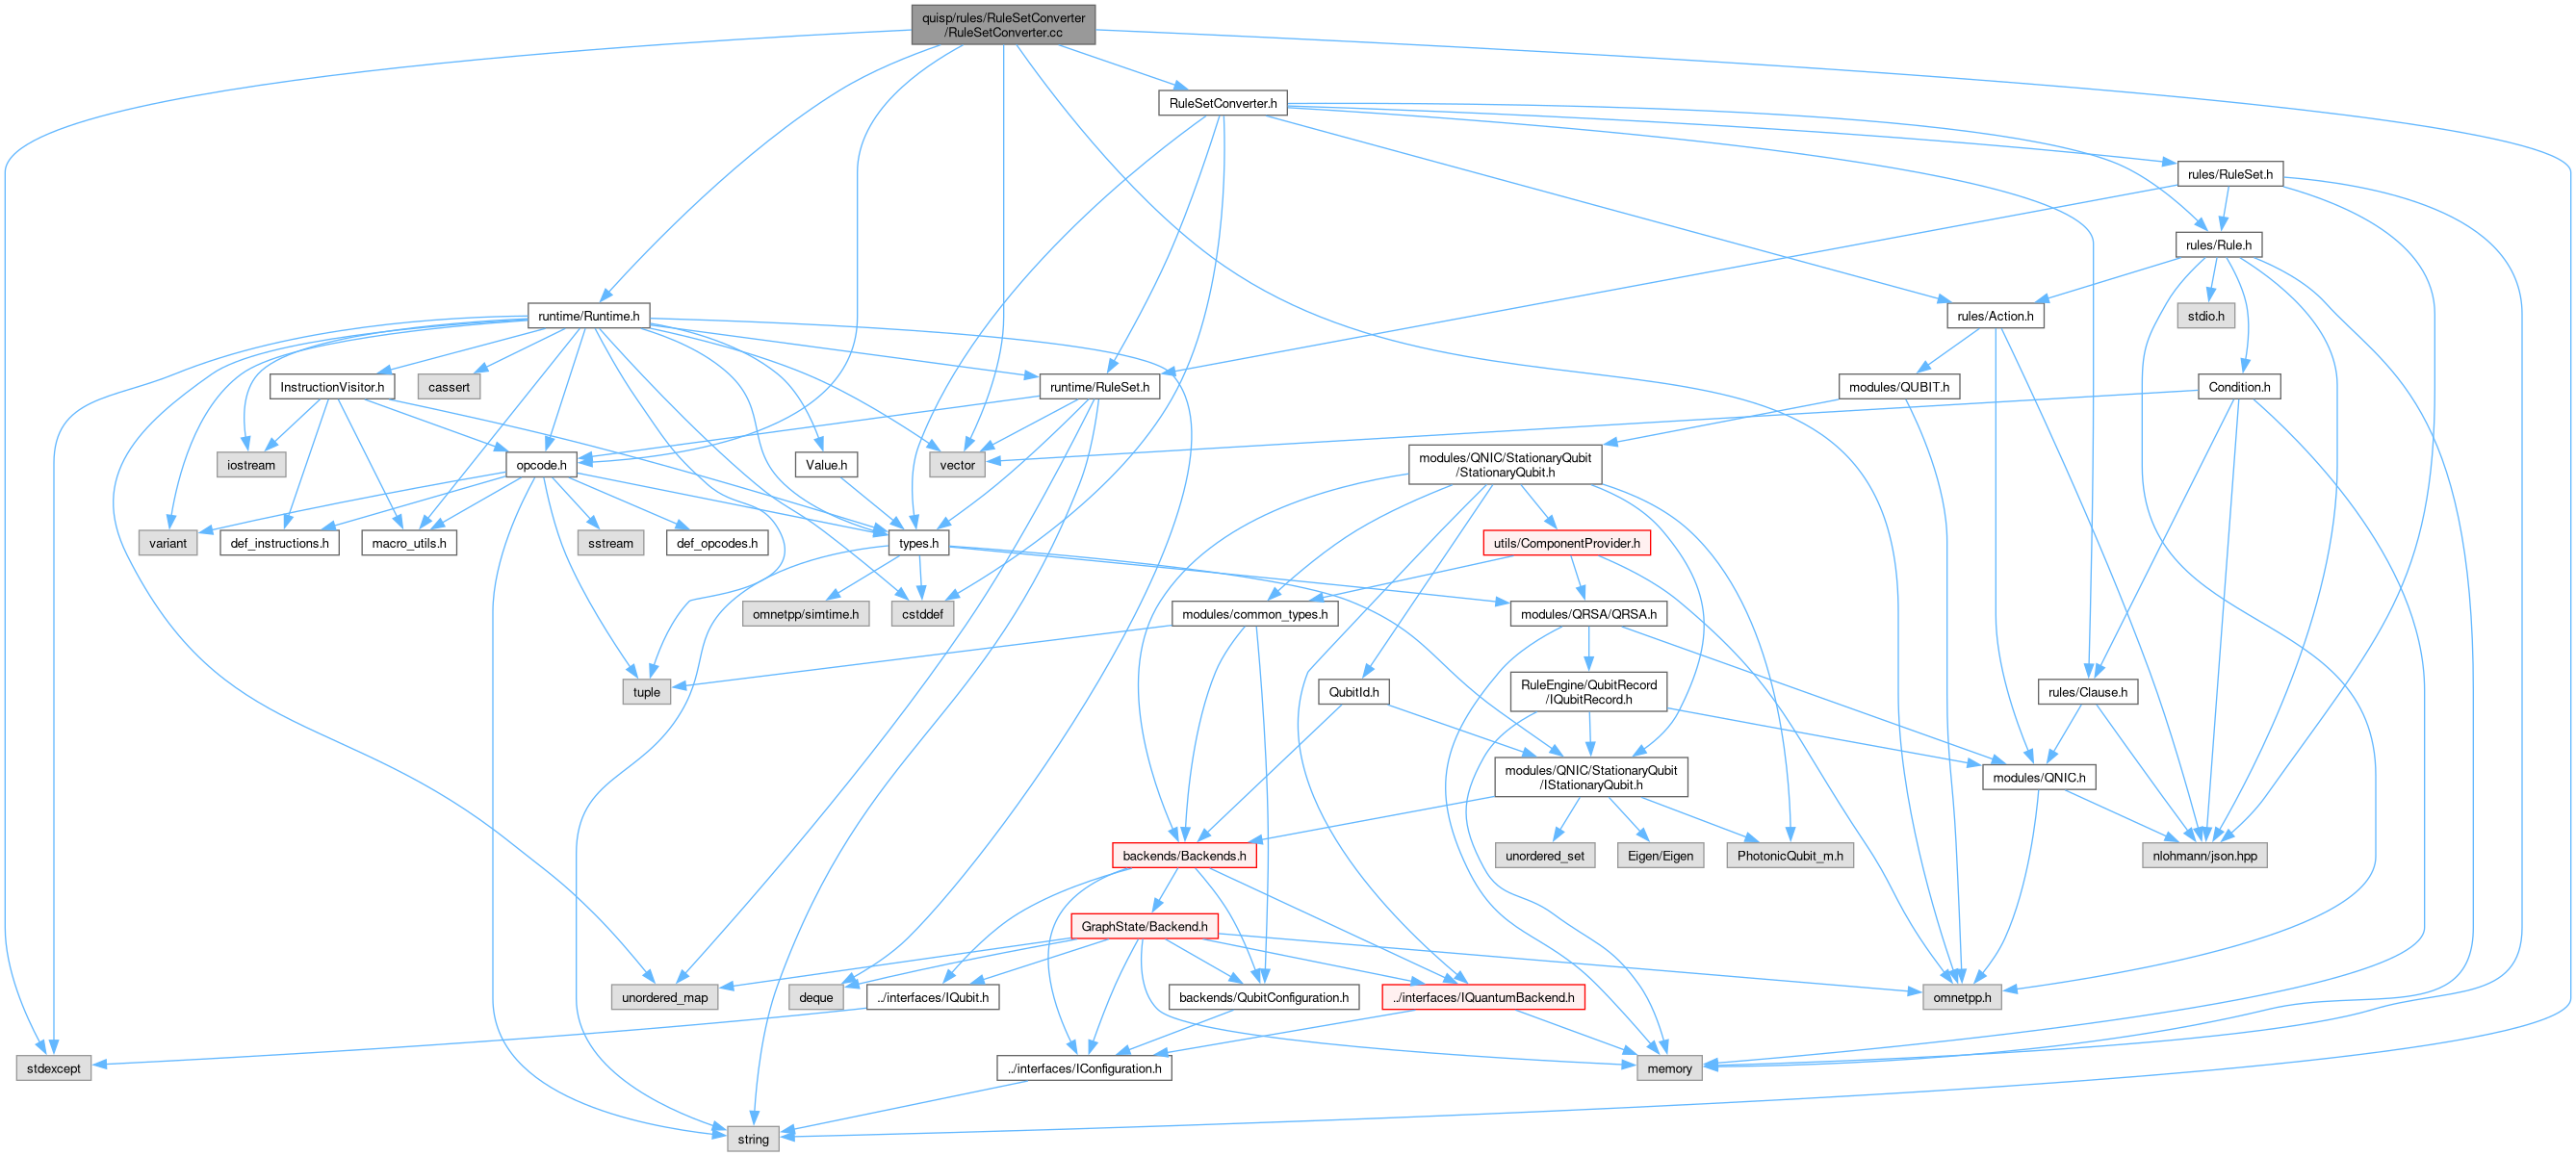 quisp/rules/RuleSetConverter
/RuleSetConverter.cc
RuleSetConverter.h
rules/RuleSet.h
rules/Rule.h
runtime/Runtime.h
rules/Action.h
stdio.h
InstructionVisitor.h
cassert
runtime/RuleSet.h
modules/QUBIT.h
Condition.h
iostream
opcode.h
Value.h
vector
modules/QNIC/StationaryQubit
/StationaryQubit.h
variant
def_instructions.h
macro_utils.h
sstream
def_opcodes.h
types.h
utils/ComponentProvider.h
omnetpp/simtime.h
cstddef
modules/common_types.h
modules/QRSA/QRSA.h
tuple
QubitId.h
RuleEngine/QubitRecord
/IQubitRecord.h
rules/Clause.h
modules/QNIC/StationaryQubit
/IStationaryQubit.h
modules/QNIC.h
backends/Backends.h
unordered_set
Eigen/Eigen
PhotonicQubit_m.h
nlohmann/json.hpp
GraphState/Backend.h
unordered_map
deque
../interfaces/IQubit.h
backends/QubitConfiguration.h
../interfaces/IQuantumBackend.h
omnetpp.h
stdexcept
../interfaces/IConfiguration.h
memory
string